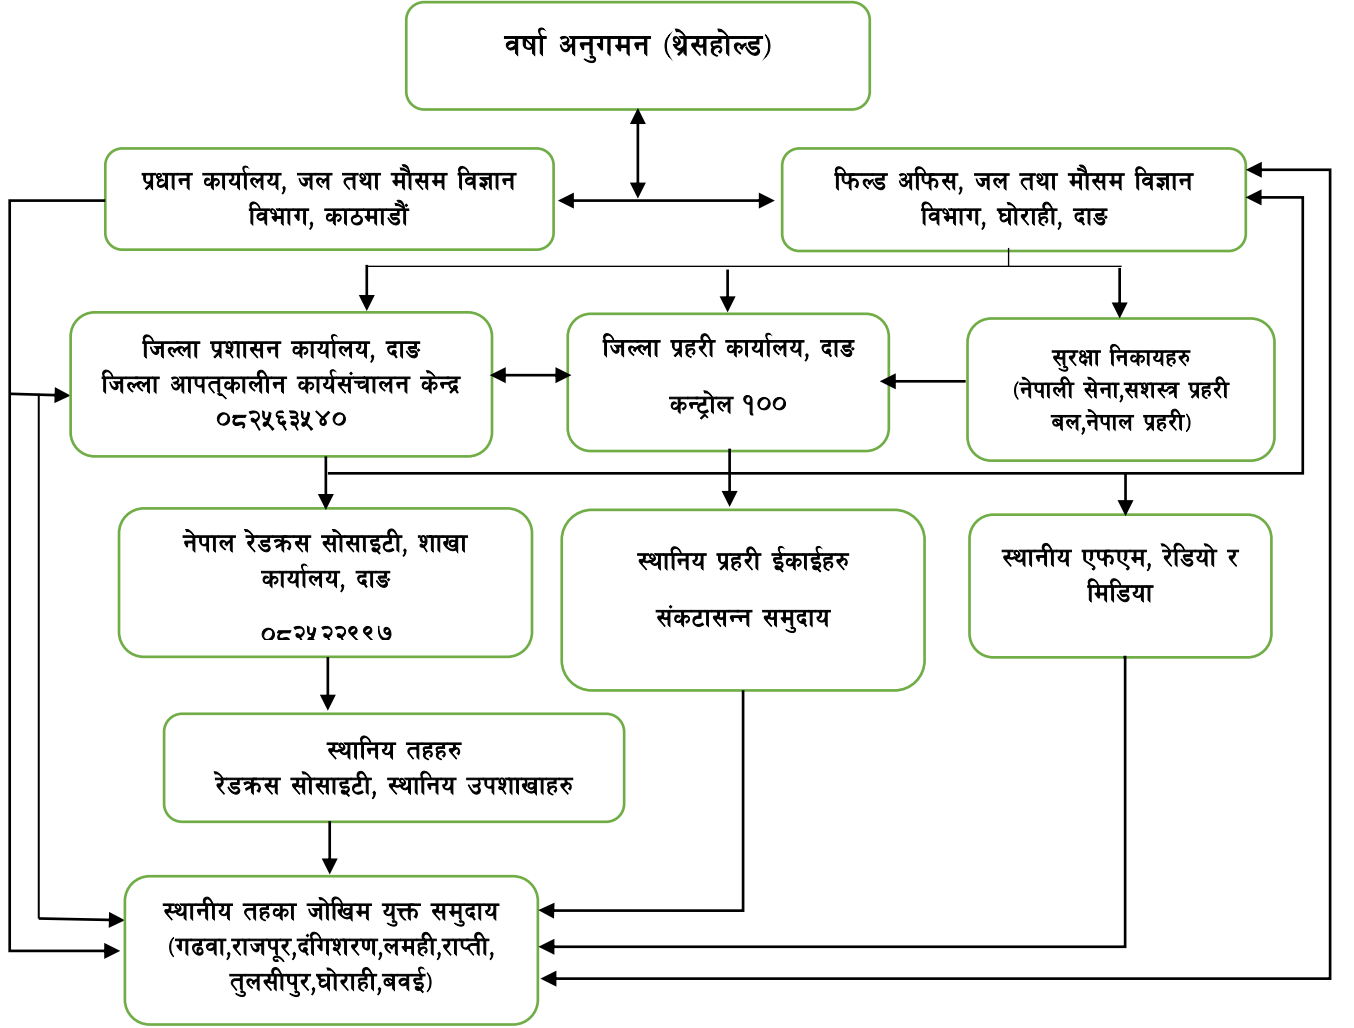 वर्षा अनुगमन (थ्रेसहोल्ड)
प्रधान कार्यालय, जल तथा मौसम विज्ञान
विभाग, काठमाडौं
फिल्ड अफिस, जल तथा मौसम विज्ञान
विभाग, घोराही, दाङ
जिल्ला प्रशासन कार्यालय, दाङ
जिल्ला आपत्कालीन कार्यसंचालन केन्द्र
०८२५६३५४०
जिल्ला प्रहरी कार्यालय, दाङ
कन्ट्रोल १००
सुरक्षा निकायहरु
(नेपाली सेना,सशस्त्र प्रहरी
बल,नेपाल प्रहरी)
नेपाल रेडक्रस सोसाइटी, शाखा
कार्यालय, दाङ
स्थानिय प्रहरी ईकाईहरु
संकटासन्न समुदाय
स्थानीय एफएम, रेडियो र
मिडिया
स्थानिय तहहरु
रेडक्रस सोसाइटी, स्थानिय उपशाखाहरु
स्थानीय तहका जोखिम युक्त समुदाय
(गढवा,राजपूर,दंगिशरण,लमही,राप्ती,
तुलसीपुर,घोराही,बवई)